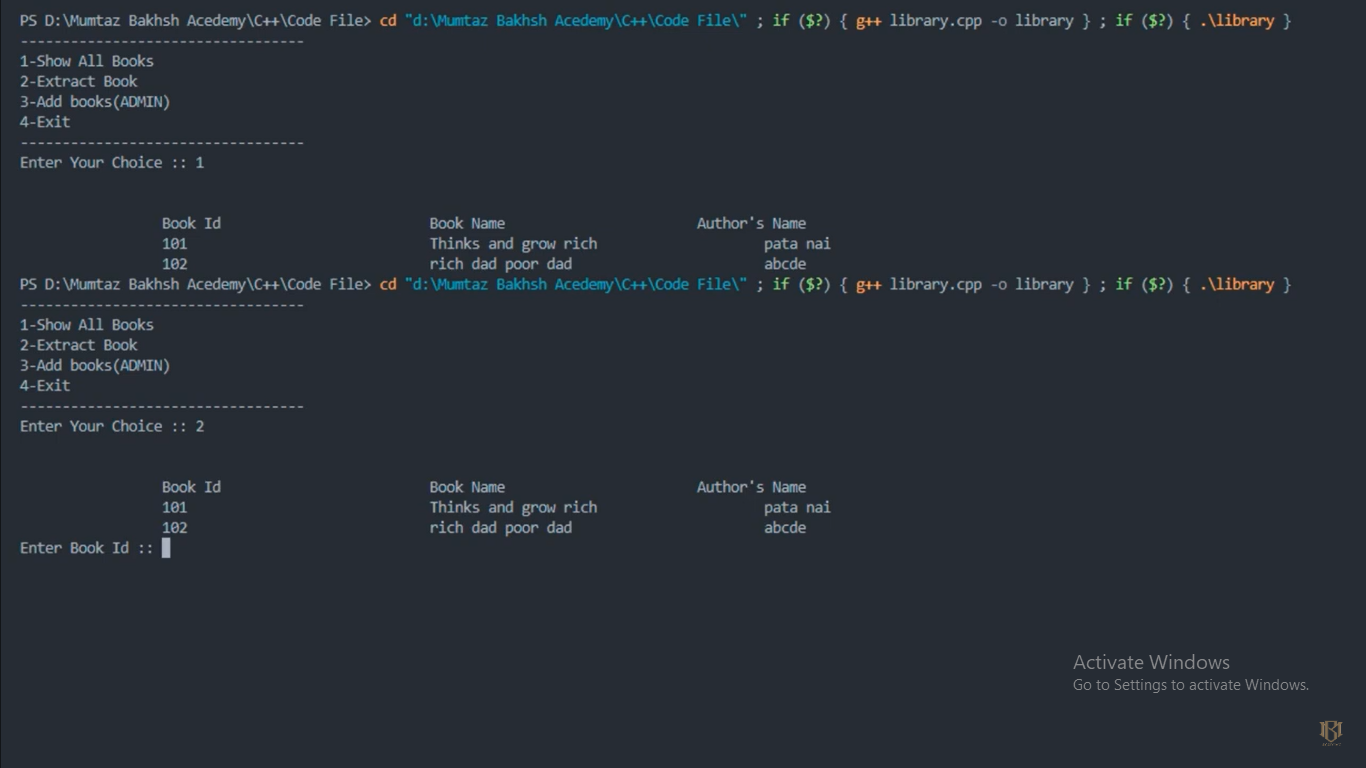 PS D:\Mumtaz Bakhsh Acedemy\C++\Code File> cd "d:\Mumtaz Bakhsh Acedemy\C++\Code File\" ; if ($?) { g++ library.cpp -o library } ; if ($?) { .\library }
----------------------------------
1-Show All Books
2-Extract Book
3-Add books(ADMIN)
4-Exit
----------------------------------
Enter Your Choice :: 1
Book Id Book Name Author's Name
101 Thinks and grow rich pata nai
102 rich dad poor dad abcde
PS D:\Mumtaz Bakhsh Acedemy\C++\Code File> cd "d:\Mumtaz Bakhsh Acedemy\C++\Code File\" ; if ($?) { g++ library.cpp -o library } ; if ($?) { .\library }
----------------------------------
1-Show All Books
2-Extract Book
3-Add books(ADMIN)
4-Exit
----------------------------------
Enter Your Choice :: 2
Book Id Book Name Author's Name
101 Thinks and grow rich pata nai
102 rich dad poor dad abcde
Enter Book Id ::
Activate Windows
Go to Settings to activate Windows.